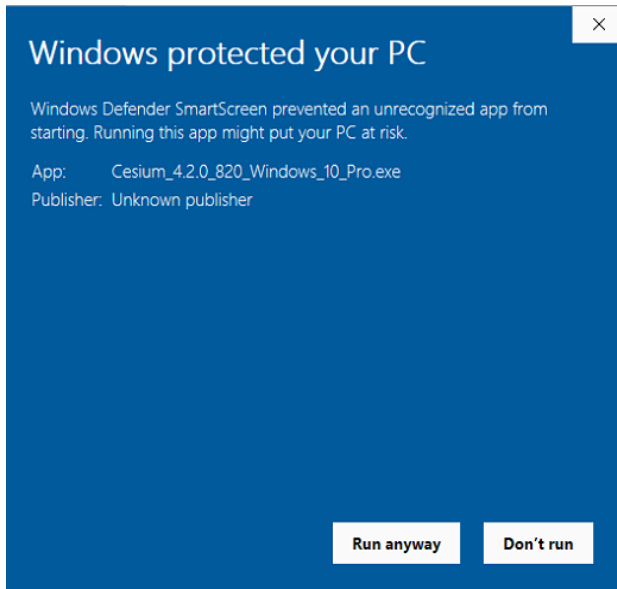 Windows protected your PC
Windows Defender SmartScreen prevented an unrecognized app from
starting. Running this app might put your PC at risk.
App: Cesium_4.2.0_820_Windows_10_Pro.exe
Publisher: Unknown publisher
Run anyway Don't run